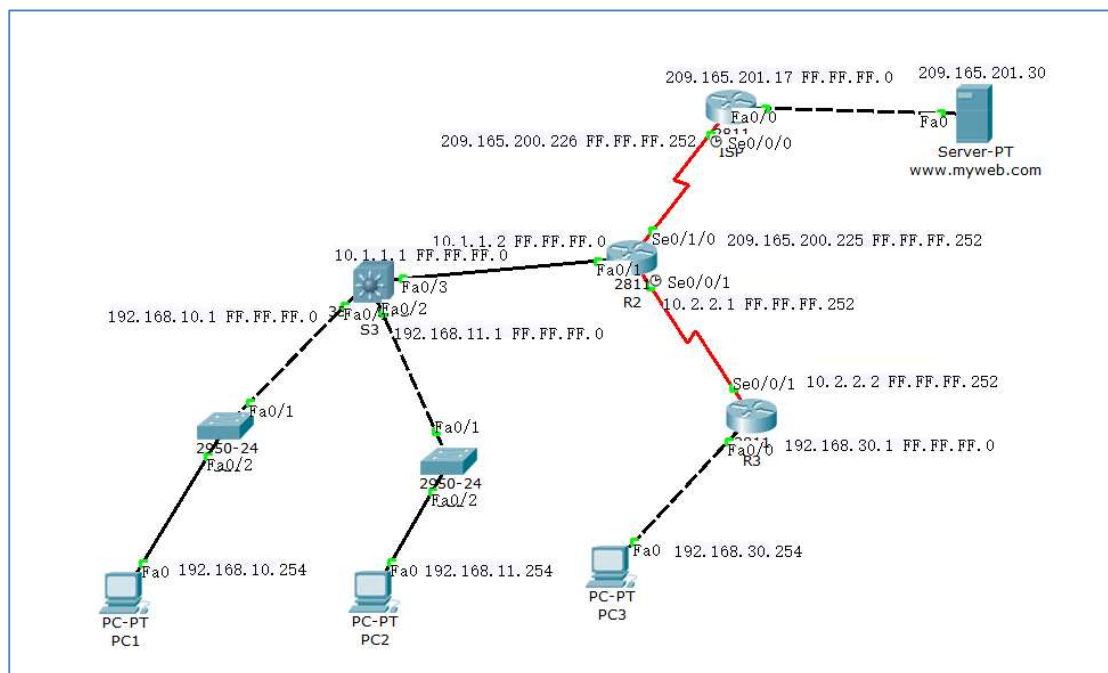 209.165.201.17 FF.FF.FF.0
209.165.201.30
Fa0/0
Fa0
2811
ISP
Se0/0/0
209.165.200.226 FF.FF.FF.252
Server-PT
www.myweb.com
10.1.1.2 FF.FF.FF.0
Se0/1/0
209.165.200.225 FF.FF.FF.252
10.1.1.1 FF.FF.FF.0
Fa0/1
Fa0/3
2811
R2
Se0/0/1
10.2.2.1 FF.FF.FF.252
192.168.10.1 FF.FF.FF.0
Fa0/2
S3
192.168.11.1 FF.FF.FF.0
Se0/0/1
10.2.2.2 FF.FF.FF.252
Fa0/1
2950-24
Fa0/2
Fa0/1
2950-24
Fa0/2
192.168.30.1 FF.FF.FF.0
Fa0/0
R3
Fa0
192.168.10.254
PC-PT
PC1
Fa0
192.168.11.254
PC-PT
PC2
Fa0
192.168.30.254
PC-PT
PC3